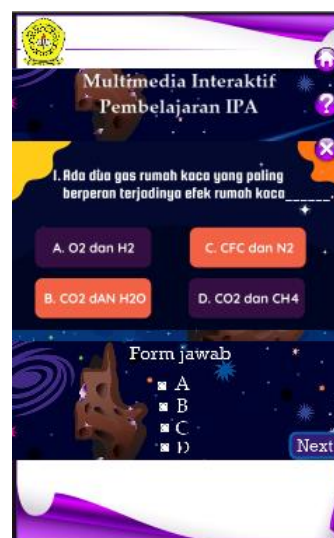 Multimedia Interaktif
Pembelajaran IPA
1. Ada dua gas rumah kaca yang paling
berperan terjadinya efek rumah kaca______.
A. O2 dan H2
C. CFC dan N2
B. CO2 dAN H2O
D. CO2 dan CH4
Form jawab
A
B
C
D
Next